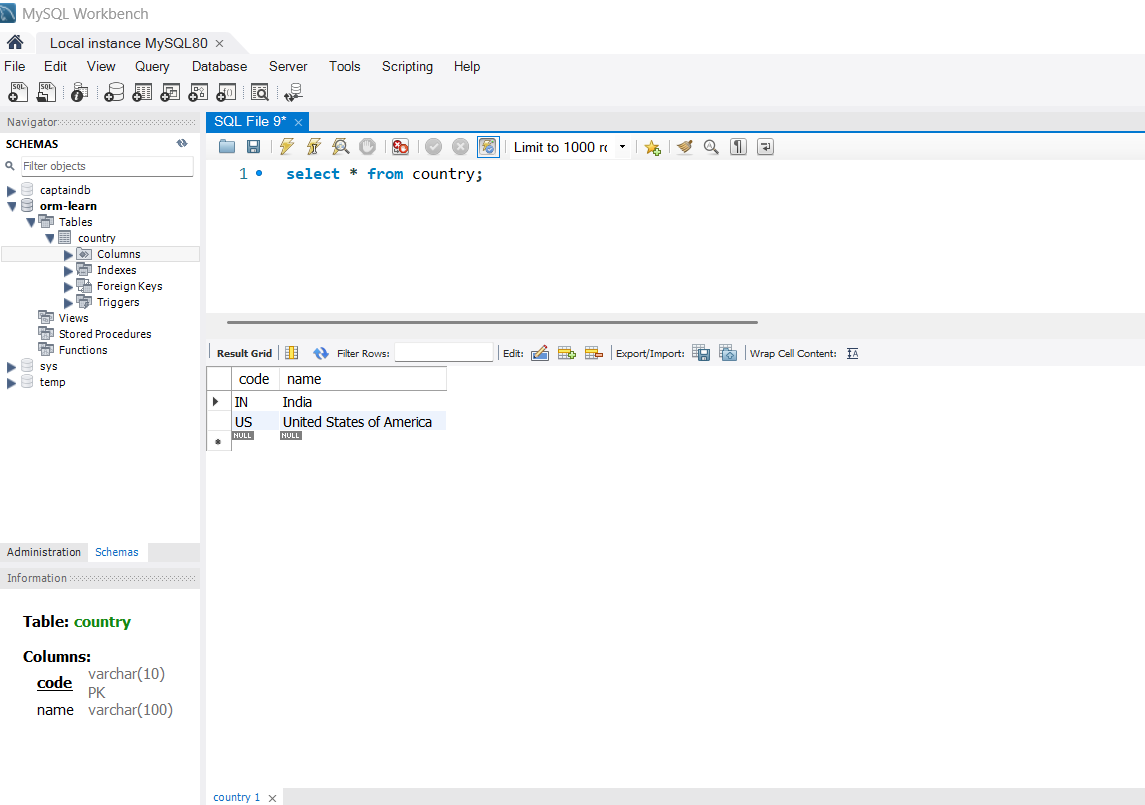 MySQL Workbench
Local instance MySQL80 ×
File Edit View Query Database Server Tools Scripting Help
SQL SQL
Navigator
SQL File 9* ×
SCHEMAS
Filter objects
Limit to 1000 r
captaindb
orm-learn
Tables
country
Columns
Indexes
Foreign Keys
Triggers
Views
Stored Procedures
Functions
sys
temp
1 select * from country;
Result Grid Filter Rows: Edit: Export/Import: Wrap Cell Content: IA
code name
IN India
US United States of America
NULL NULL
Administration Schemas
Information
Table: country
Columns:
code varchar(10)
PK
name varchar(100)
country 1 ×